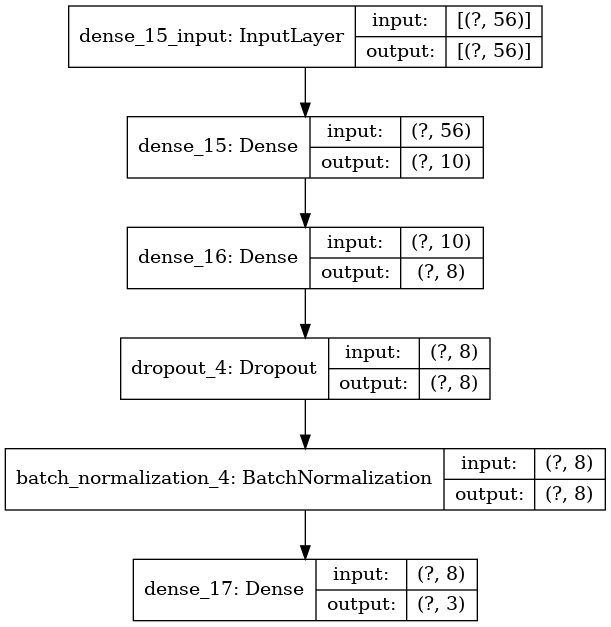 dense_15_input: InputLayer
input: [(?, 56)]
output: [(?, 56)]
dense_15: Dense
input: (?, 56)
output: (?, 10)
dense_16: Dense
input: (?, 10)
output: (?, 8)
dropout_4: Dropout
input: (?, 8)
output: (?, 8)
batch_normalization_4: BatchNormalization
input: (?, 8)
output: (?, 8)
dense_17: Dense
input: (?, 8)
output: (?, 3)